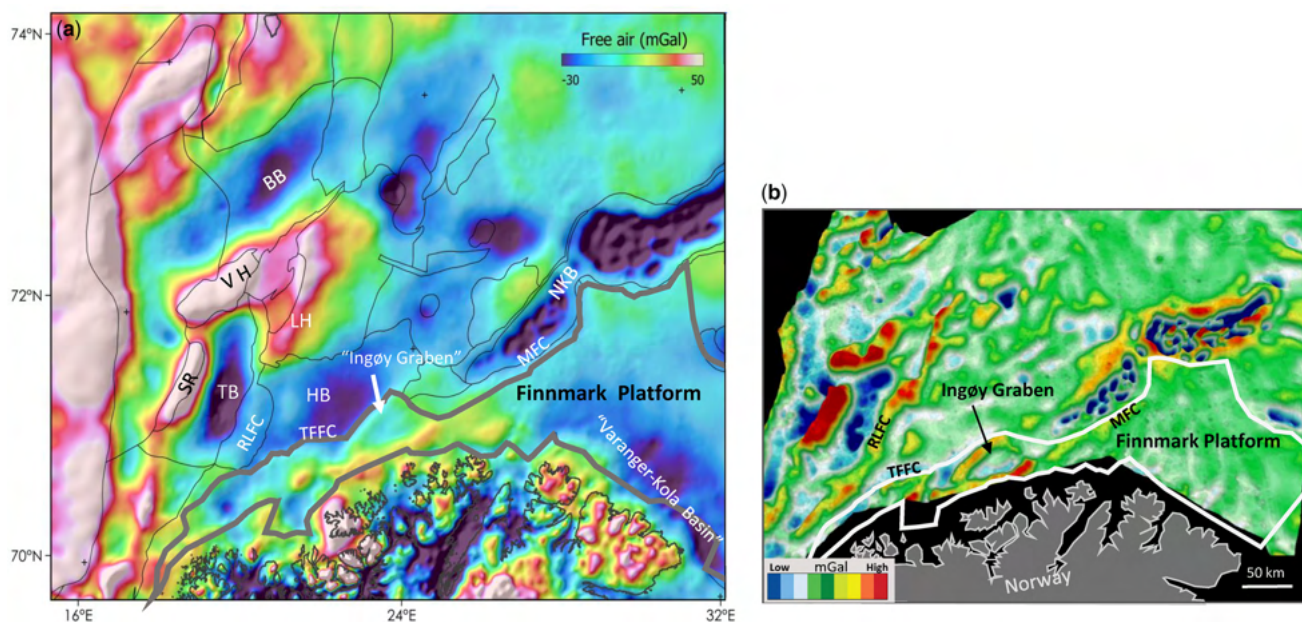 (a)
74°N
Free air (mGal)
-30
50
BB
VH
72°N
NKB
LH
MFC
"Ingøy Graben"
SR
TB
HB
Finnmark Platform
RLFC
TFFC
"Varanger-Kola Basin"
70°N
16°E
24°E
32°E
(b)
Ingøy Graben
RLFC
MFC
Finnmark Platform
TFFC
Low
mGal
High
Norway
50 km